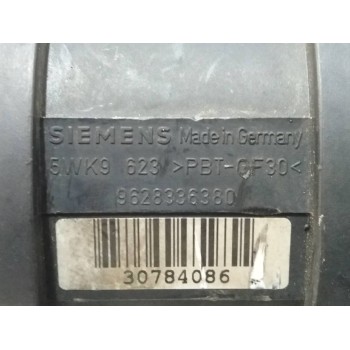 SIEMENS Made in Germany
5WK9 623 >PBT-GF30<
9628336380
30784086